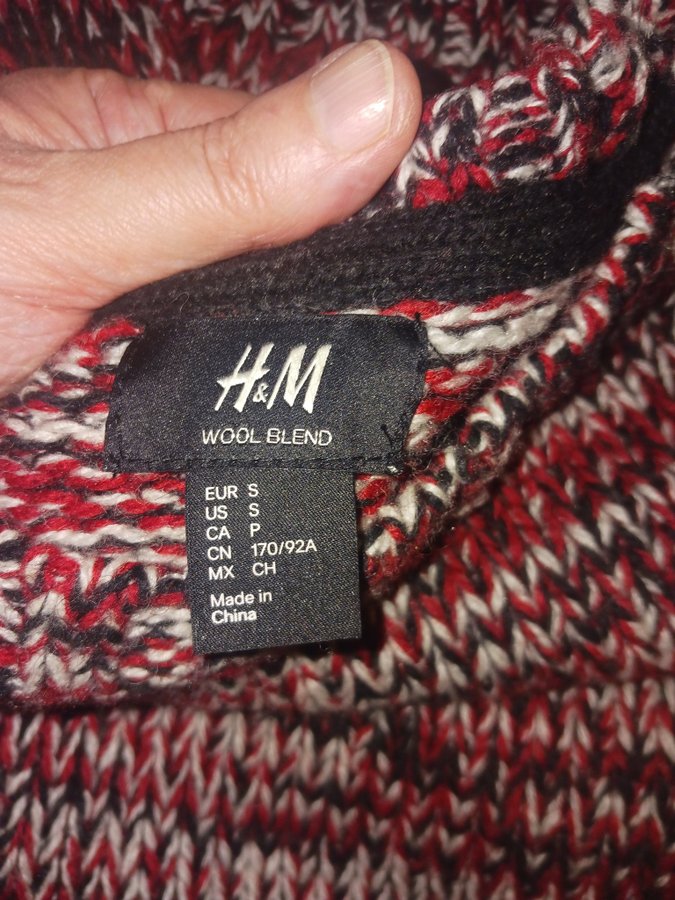 H&M
WOOL BLEND
EUR S
US S
CA P
CN 170/92A
MX CH
Made in
China